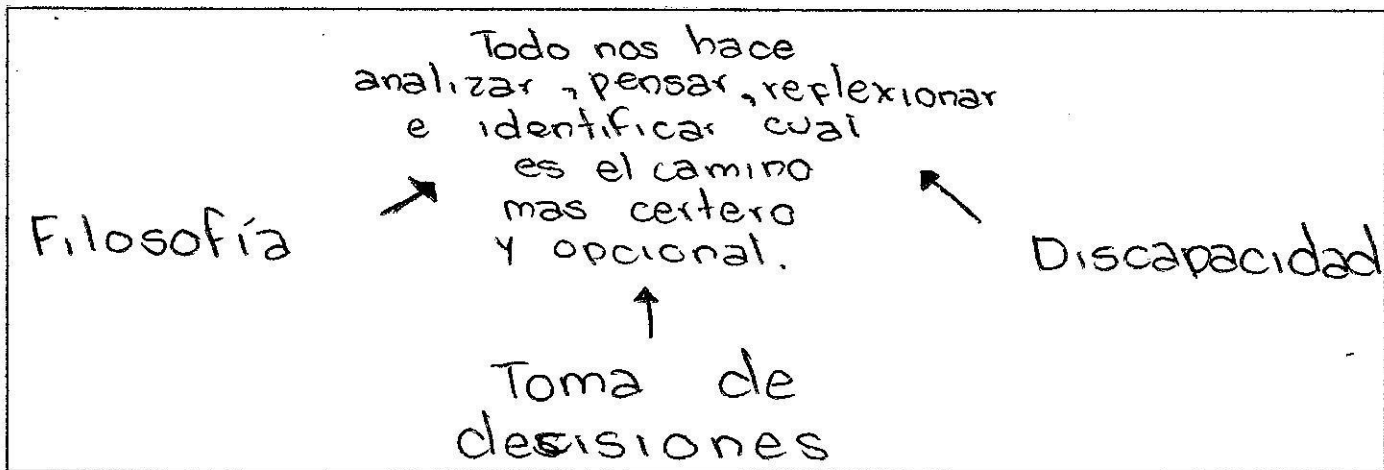 Todo nos hace
analizar, pensar, reflexionar
e identificar cual
es el camino
mas certero
y opcional.
Filosofía
Discapacidad
Toma de
desisiones